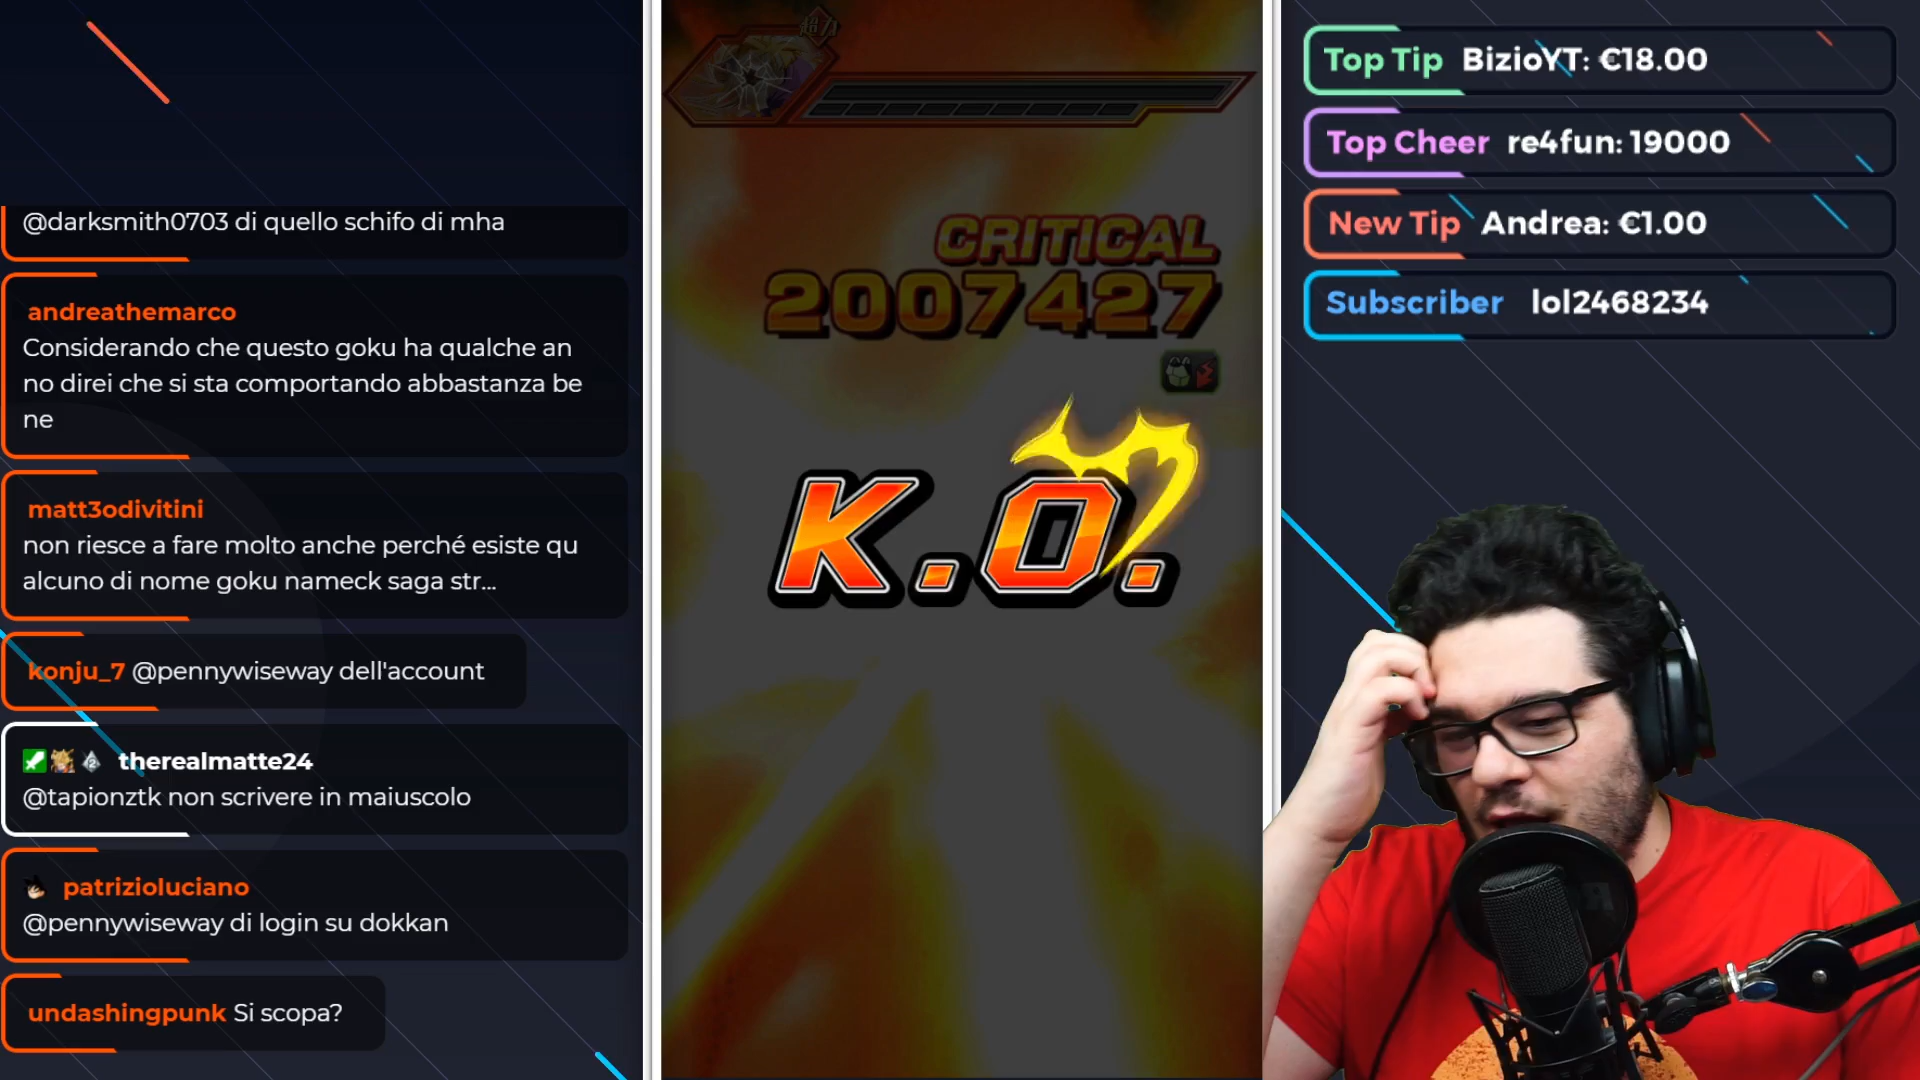 @darksmith0703 di quello schifo di mha
andreathemarco
Considerando che questo goku ha qualche an
no direi che si sta comportando abbastanza be
ne
matt3odivitini
non riesce a fare molto anche perché esiste qu
alcuno di nome goku nameck saga str...
konju_7 @pennywiseway dell'account
therealmatte24
@tapionztk non scrivere in maiuscolo
patrizioluciano
@pennywiseway di login su dokkan
undashingpunk Si scopa?
CRITICAL
2007427
K.O.
Top Tip BizioYT: €18.00
Top Cheer re4fun: 19000
New Tip Andrea: €1.00
Subscriber lol2468234